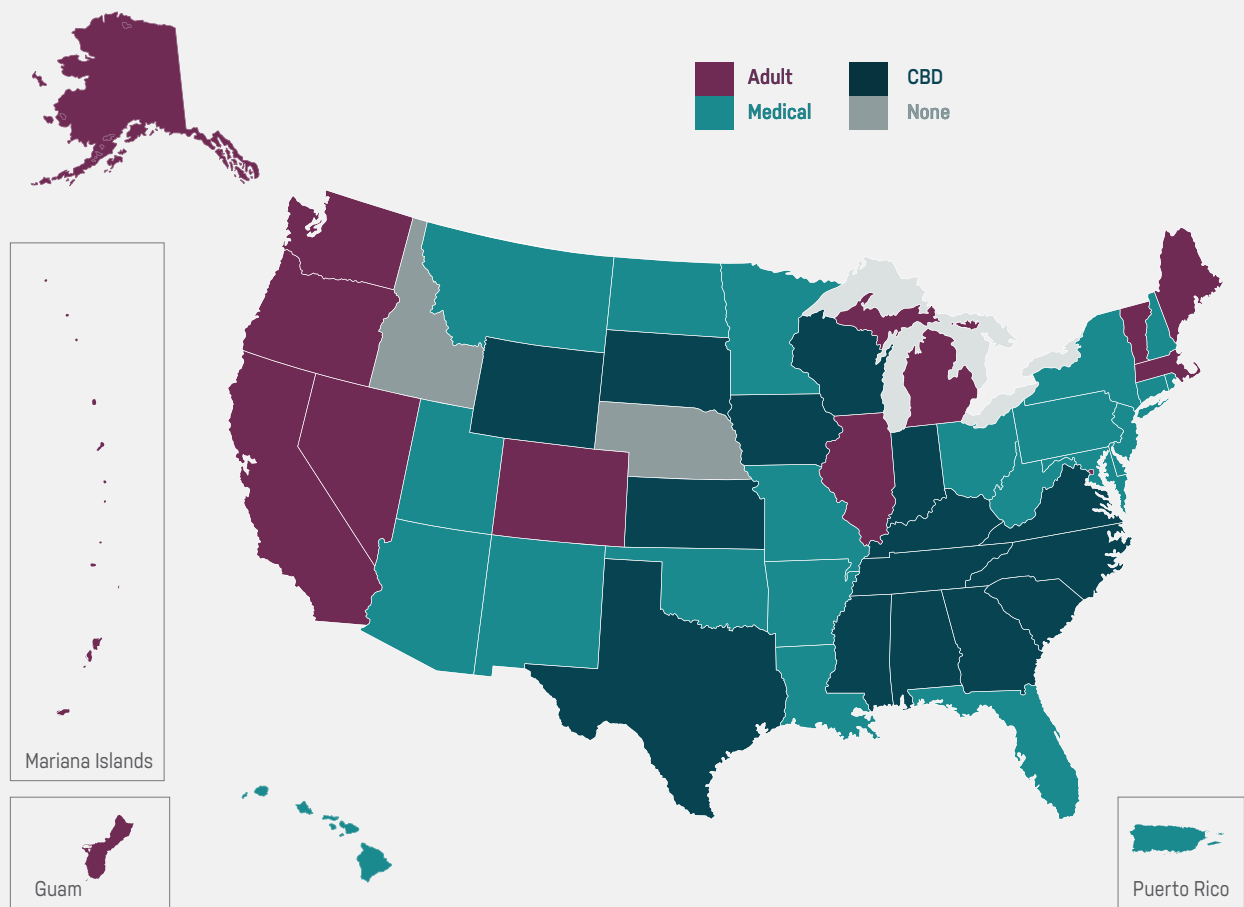 Adult
CBD
Medical
None
Mariana Islands
Guam
Puerto Rico